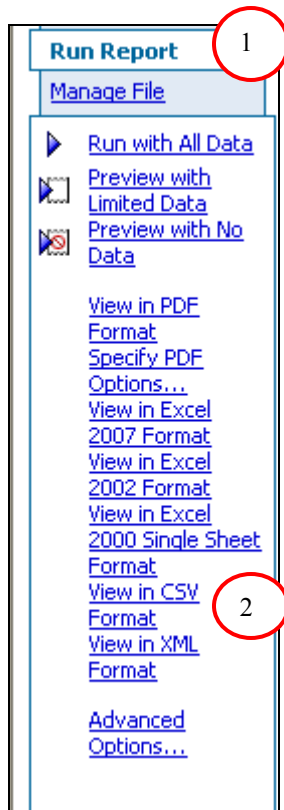 Run Report
1
Manage File
Run with All Data
Preview with
Limited Data
Preview with No
Data
View in PDF
Format
Specify PDF
Options...
View in Excel
2007 Format
View in Excel
2002 Format
View in Excel
2000 Single Sheet
Format
View in CSV
Format
2
View in XML
Format
Advanced
Options...